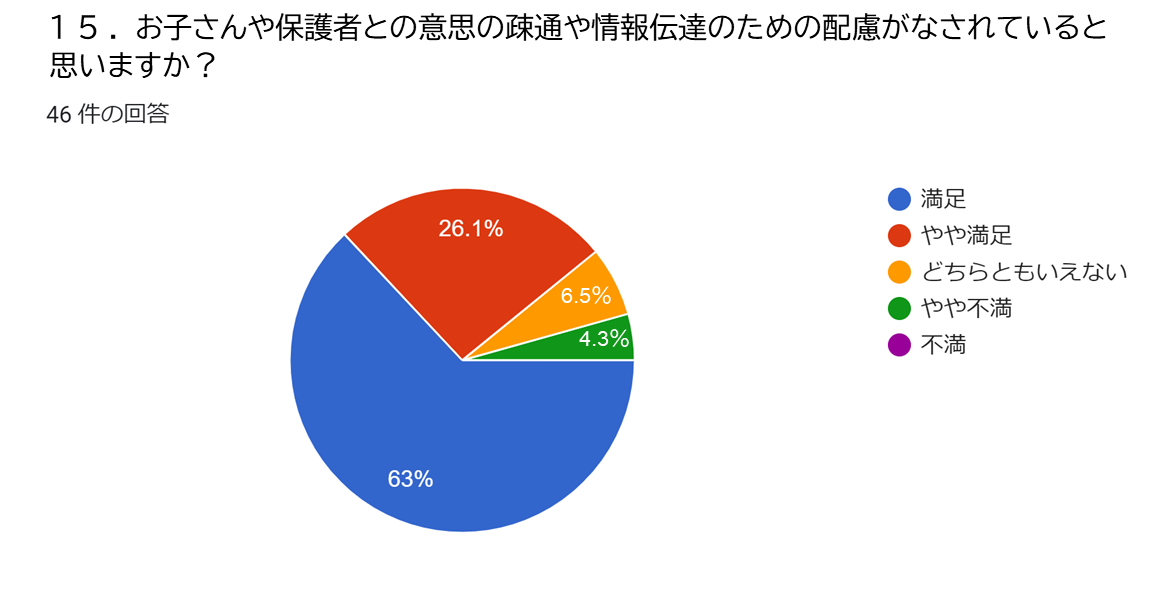 １５．お子さんや保護者との意思の疎通や情報伝達のための配慮がなされていると
思いますか？
46 件の回答
26.1%
6.5%
4.3%
63%
満足
やや満足
どちらともいえない
やや不満
不満